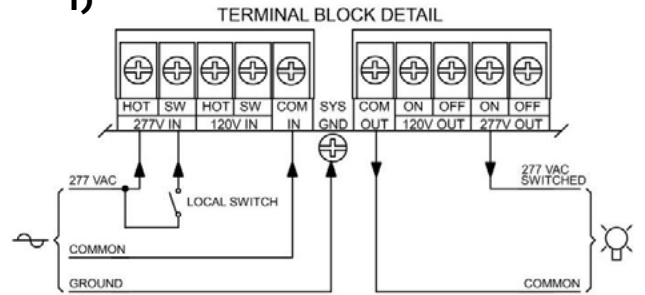 1)
TERMINAL BLOCK DETAIL
HOT SW HOT SW COM SYS COM ON OFF ON OFF
277V IN 120V IN IN GND OUT 120V OUT 277V OUT
277 VAC
LOCAL SWITCH
COMMON
GROUND
277 VAC
SWITCHED
COMMON